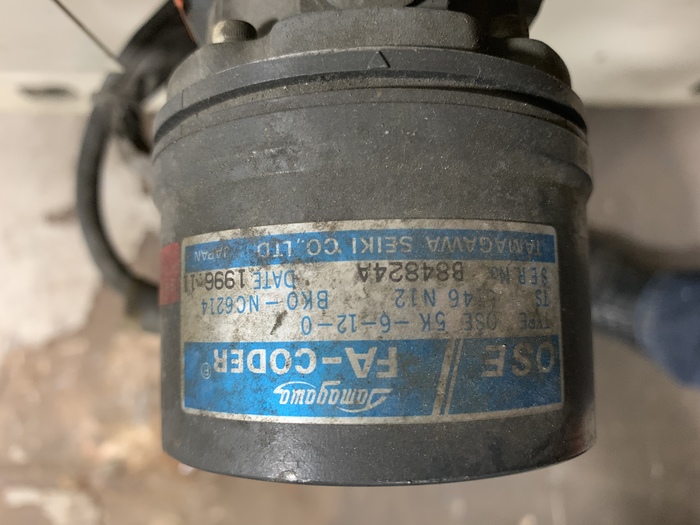 Tamagawa
OSE FA-CODER®
TYPE OSE 5K-6-12-0
TS 46 N12 BKO-NC6214
SER.NO. B84824A DATE 1996.
TAMAGAWA SEIKI CO.,LTD. JAPAN